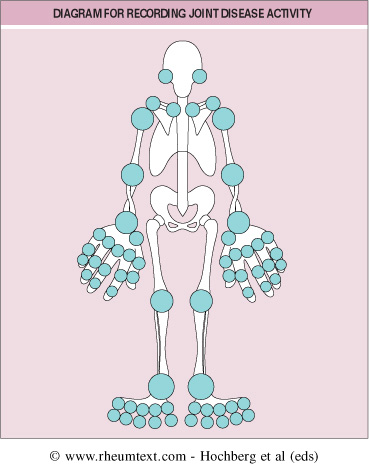 DIAGRAM FOR RECORDING JOINT DISEASE ACTIVITY
© www.rheumtext.com - Hochberg et al (eds)